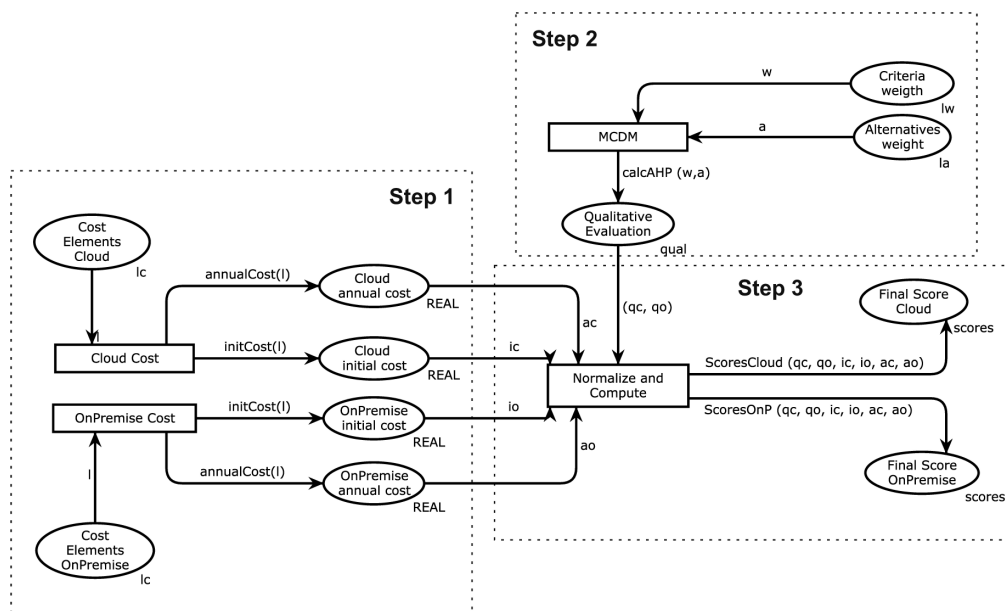 Step 2
w
Criteria
weigth
lw
MCDM
a
Alternatives
weight
la
calcAHP (w,a)
Qualitative
Evaluation
qual
Step 1
Cost
Elements
Cloud
lc
l
annualCost(l)
Cloud
annual cost
REAL
ac
Cloud Cost
initCost(l)
Cloud
initial cost
REAL
ic
OnPremise Cost
initCost(l)
OnPremise
initial cost
REAL
io
l
annualCost(l)
OnPremise
annual cost
REAL
ao
Cost
Elements
OnPremise
lc
Step 3
(qc, qo)
Normalize and
Compute
ScoresCloud (qc, qo, ic, io, ac, ao)
Final Score
Cloud
scores
ScoresOnP (qc, qo, ic, io, ac, ao)
Final Score
OnPremise
scores